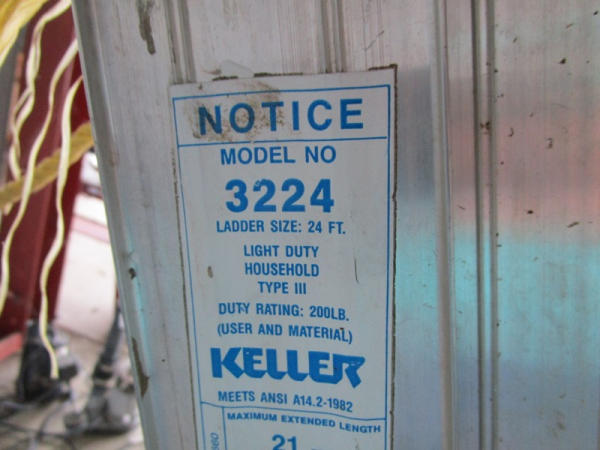 NOTICE
MODEL NO
3224
LADDER SIZE: 24 FT.
LIGHT DUTY
HOUSEHOLD
TYPE III
DUTY RATING: 200LB.
(USER AND MATERIAL)
KELLER
MEETS ANSI A14.2-1982
MAXIMUM EXTENDED LENGTH
21